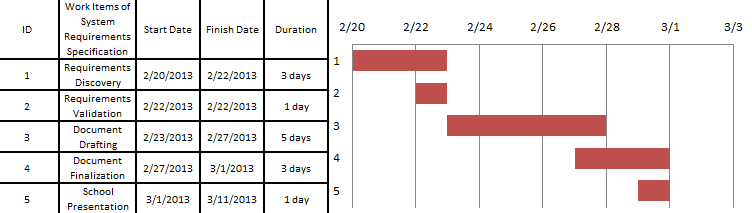 Work Items of
System
Requirements
Specification
ID Start Date Finish Date Duration
1 Requirements Discovery 2/20/2013 2/22/2013 3 days
2 Requirements Validation 2/22/2013 2/22/2013 1 day
3 Document Drafting 2/23/2013 2/27/2013 5 days
4 Document Finalization 2/27/2013 3/1/2013 3 days
5 School Presentation 3/1/2013 3/11/2013 1 day
2/20 2/22 2/24 2/26 2/28 3/1 3/3
1
2
3
4
5